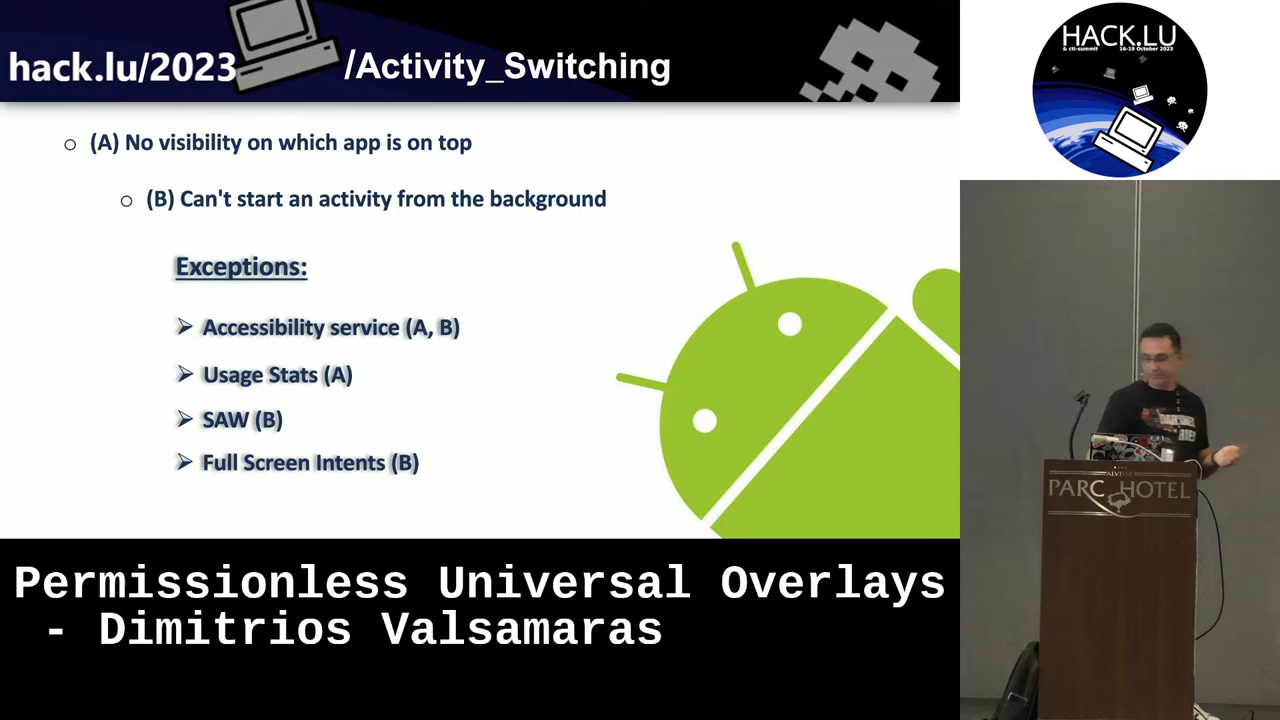 hack.lu/2023 /Activity_Switching
(A) No visibility on which app is on top
(B) Can't start an activity from the background
Exceptions:
Accessibility service (A, B)
Usage Stats (A)
SAW (B)
Full Screen Intents (B)
Permissionless Universal Overlays
- Dimitrios Valsamaras
HACK.LU
& cti-summit 16-19 October 2023
DARKSIDE
ALVISSE
PARC HOTEL